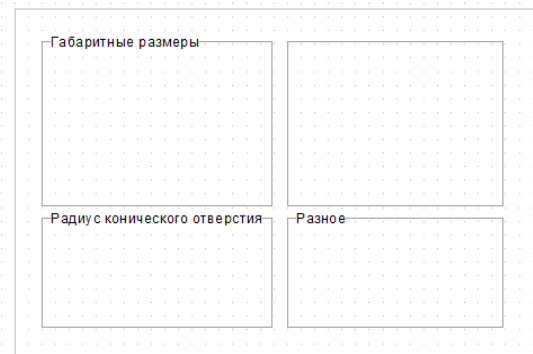 Габаритные размеры
Радиус конического отверстия
Разное